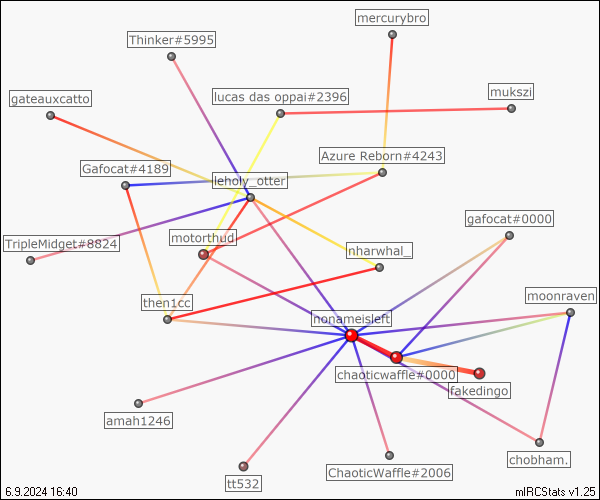 mercurybro
Thinker#5995
mukszi
lucas das oppai#2396
gateauxcatto
Azure Reborn#4243
Gafocat#4189
leholy_otter
gafocat#0000
motorthud
TripleMidget#8824
nharwhal_
moonraven
then1cc
nonameisleft
chaoticwaffle#0000
fakedingo
amah1246
chobham.
ChaoticWaffle#2006
tt532
6.9.2024 16:40
mIRCStats v1.25